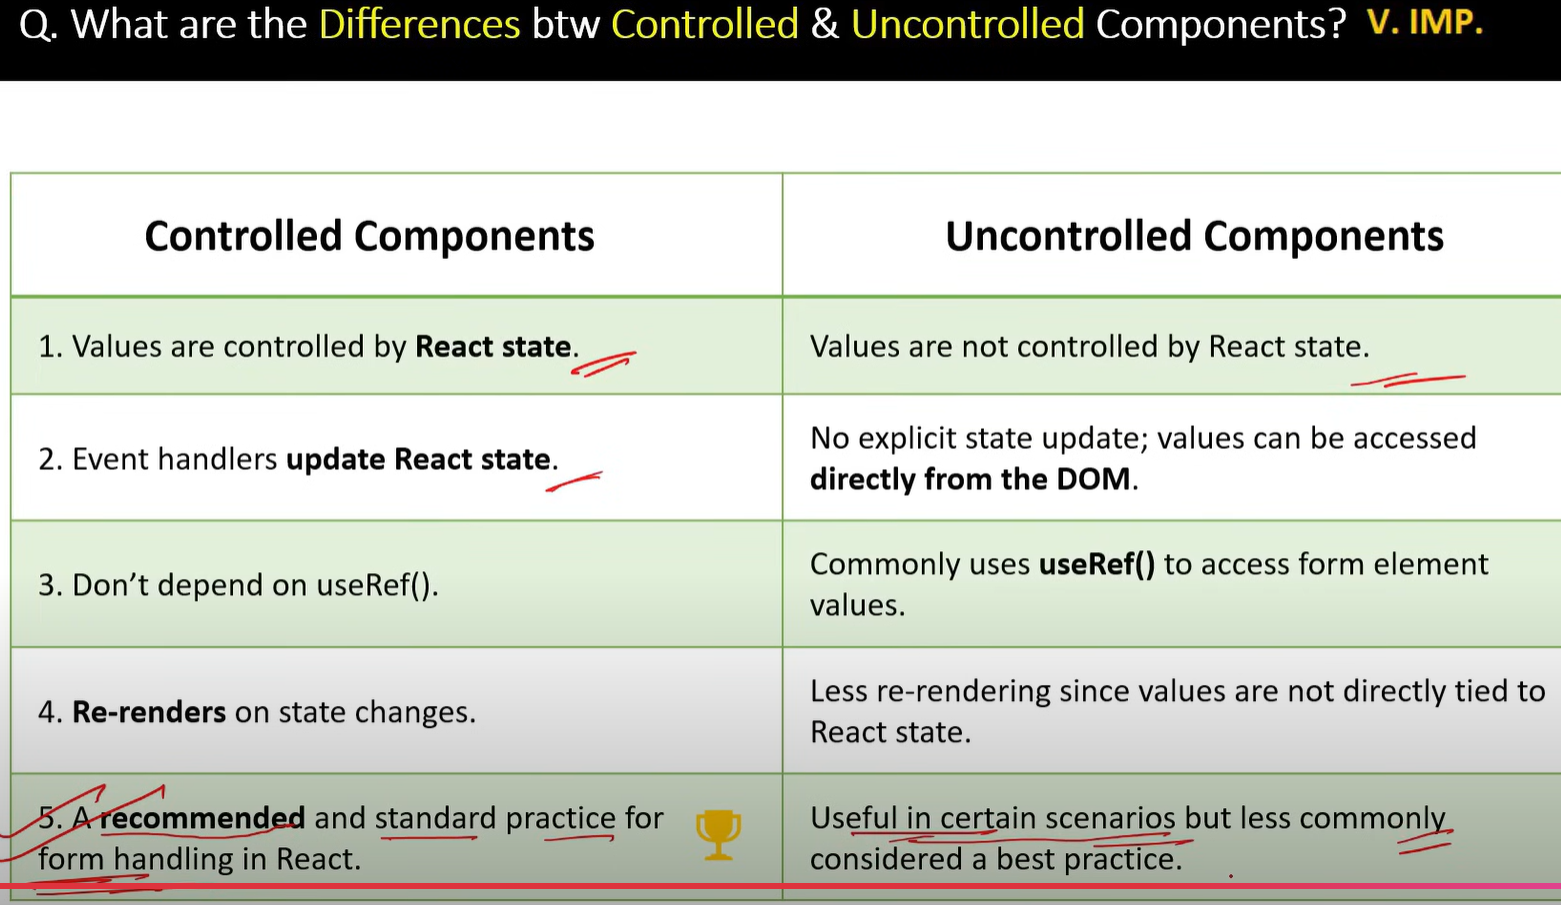 Q. What are the Differences btw Controlled & Uncontrolled Components? V. IMP.
Controlled Components
Uncontrolled Components
1. Values are controlled by React state.
Values are not controlled by React state.
2. Event handlers update React state.
No explicit state update; values can be accessed
directly from the DOM.
3. Don’t depend on useRef().
Commonly uses useRef() to access form element
values.
4. Re-renders on state changes.
Less re-rendering since values are not directly tied to
React state.
5. A recommended and standard practice for
form handling in React.
Useful in certain scenarios but less commonly
considered a best practice.